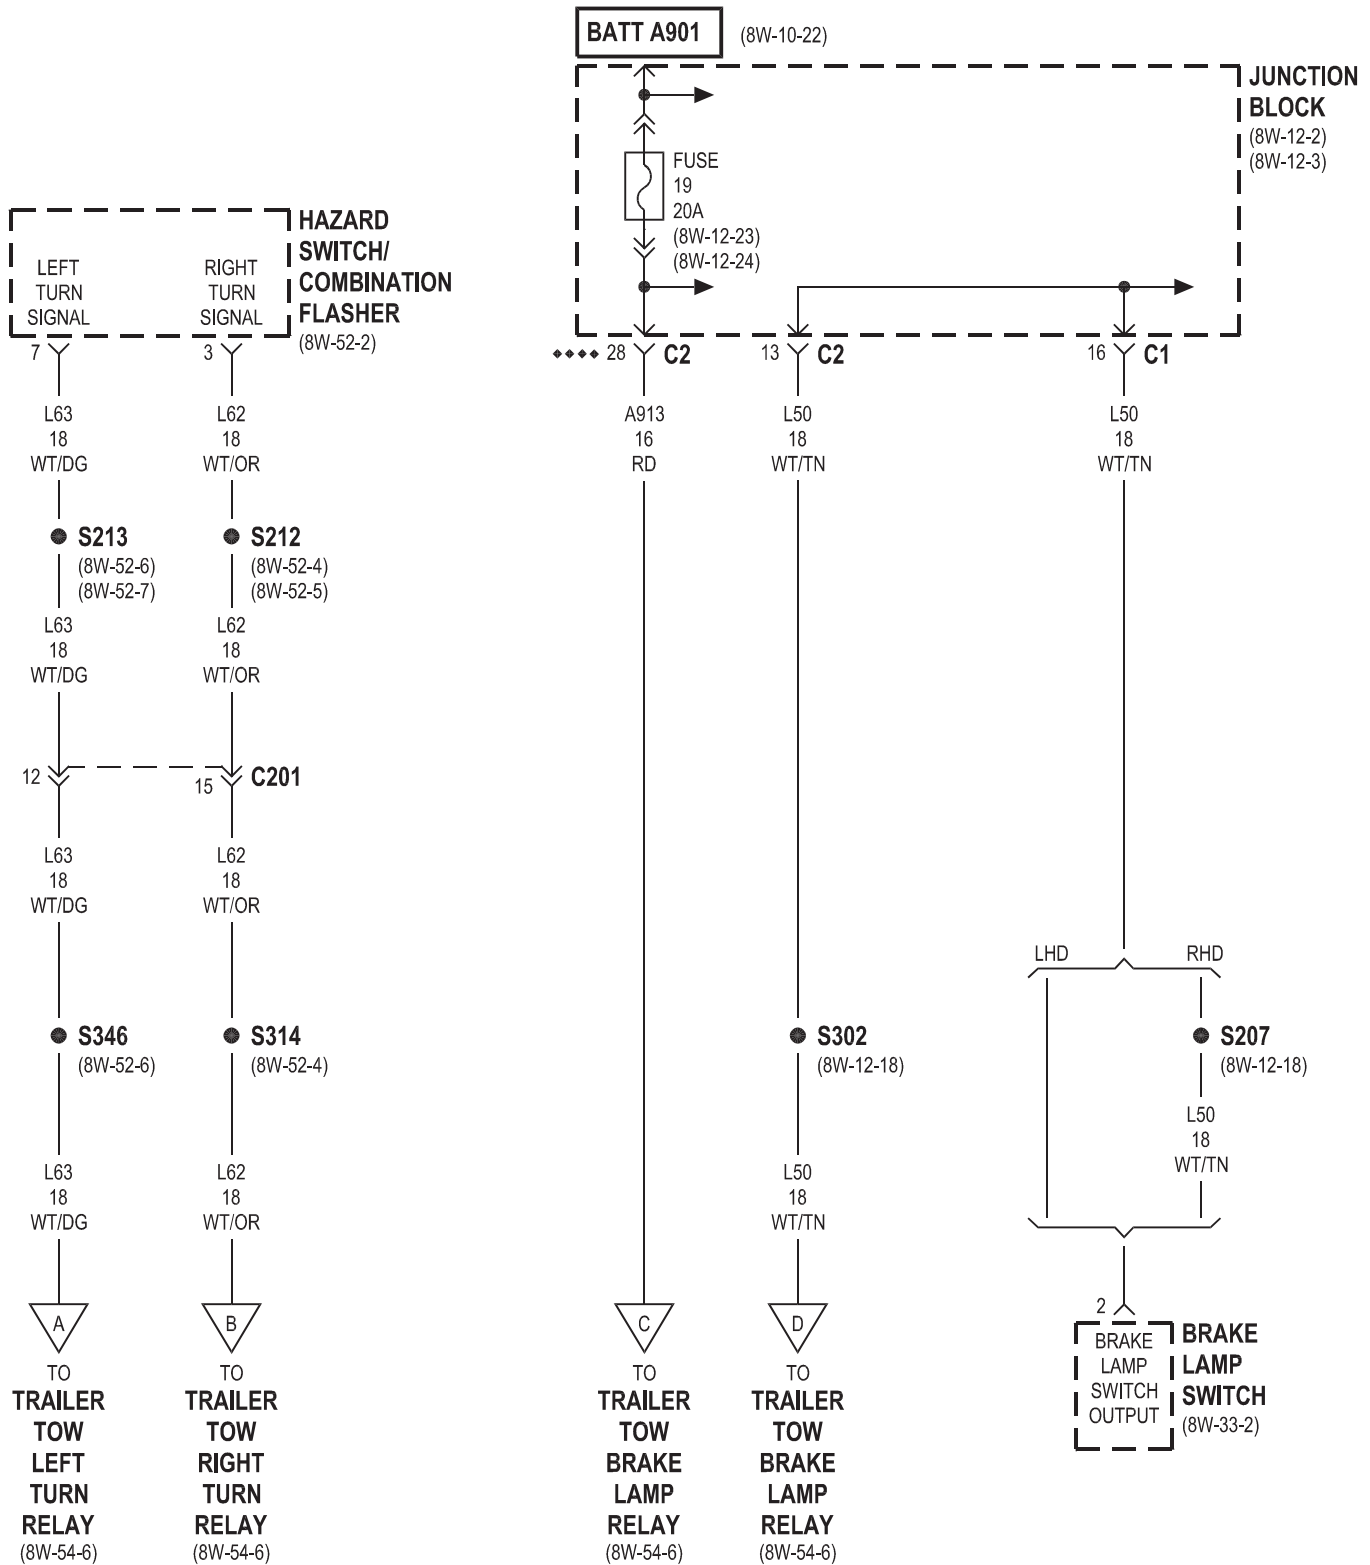 BATT A901 (8W-10-22)
JUNCTION
BLOCK
(8W-12-2)
(8W-12-3)
FUSE
19
20A
(8W-12-23)
(8W-12-24)
HAZARD
SWITCH/
COMBINATION
FLASHER
(8W-52-2)
LEFT
TURN
SIGNAL
RIGHT
TURN
SIGNAL
7
3
28 C2
13 C2
16 C1
L63
18
WT/DG
L62
18
WT/OR
A913
16
RD
L50
18
WT/TN
L50
18
WT/TN
S213
(8W-52-6)
(8W-52-7)
S212
(8W-52-4)
(8W-52-5)
L63
18
WT/DG
L62
18
WT/OR
12
15 C201
L63
18
WT/DG
L62
18
WT/OR
LHD
RHD
S346
(8W-52-6)
S314
(8W-52-4)
S302
(8W-12-18)
S207
(8W-12-18)
L50
18
WT/TN
L63
18
WT/DG
L62
18
WT/OR
L50
18
WT/TN
A
TO
TRAILER
TOW
LEFT
TURN
RELAY
(8W-54-6)
B
TO
TRAILER
TOW
RIGHT
TURN
RELAY
(8W-54-6)
C
TO
TRAILER
TOW
BRAKE
LAMP
RELAY
(8W-54-6)
D
TO
TRAILER
TOW
BRAKE
LAMP
RELAY
(8W-54-6)
2
BRAKE
LAMP
SWITCH
OUTPUT
BRAKE
LAMP
SWITCH
(8W-33-2)